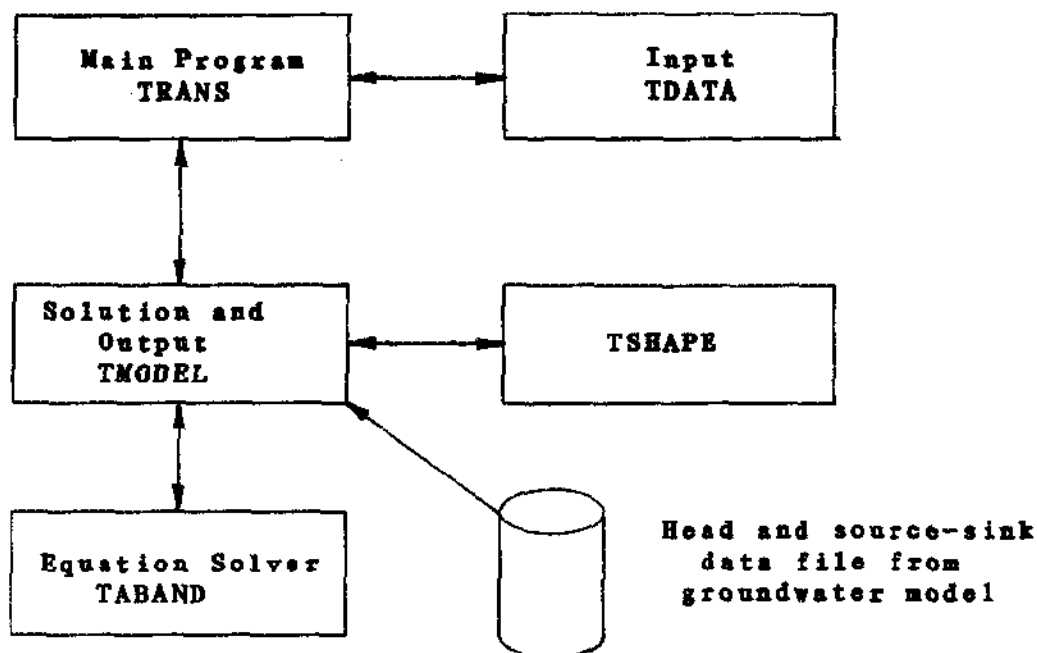 Main Program
TRANS
Input
TDATA
Solution and
Output
TMODEL
TSHAPE
Equation Solver
TABAND
Head and source-sink
data file from
groundwater model